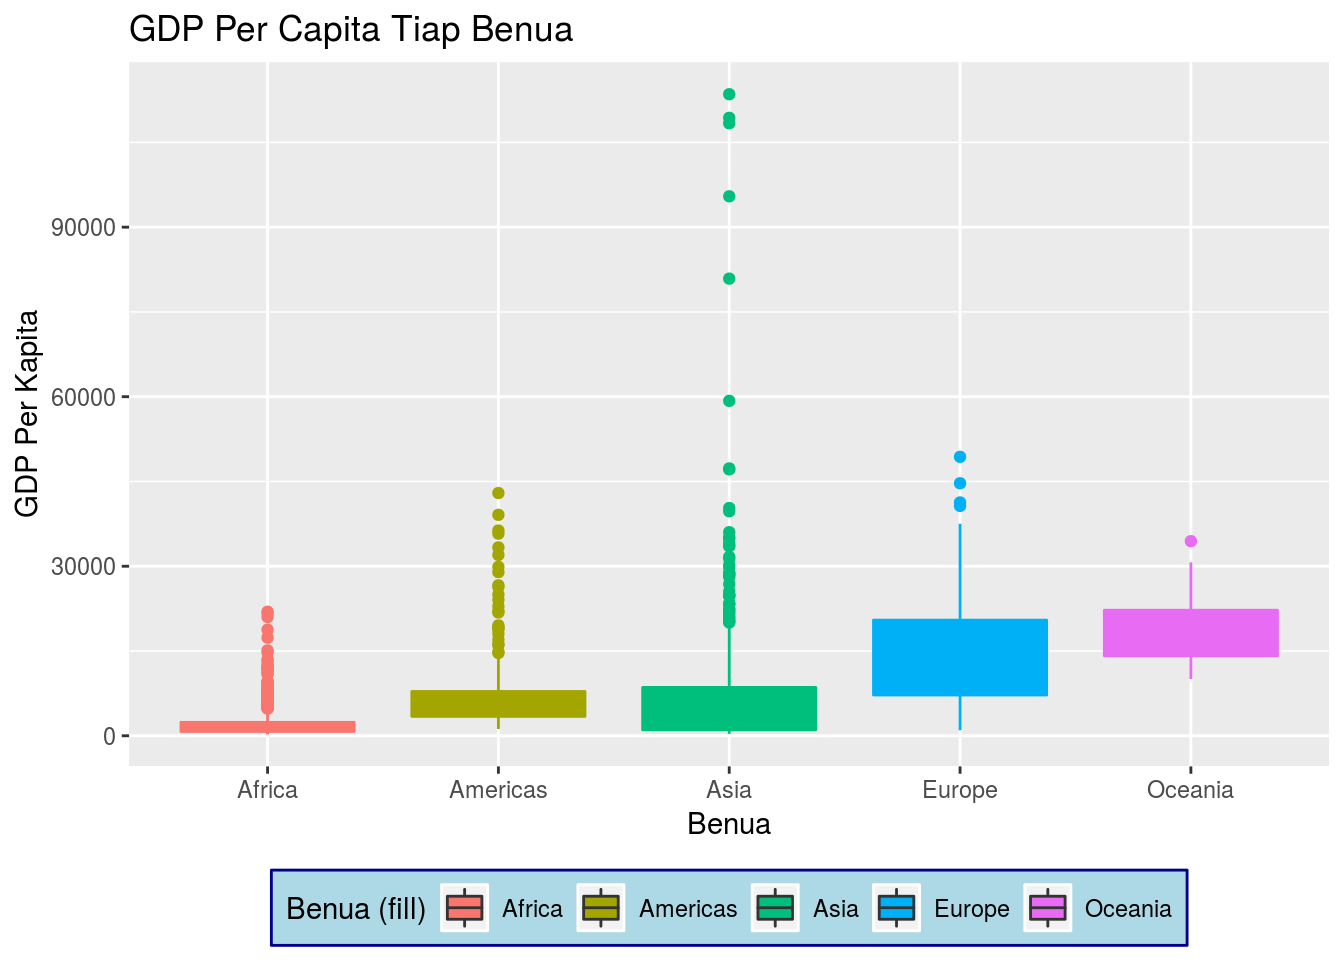 GDP Per Capita Tiap Benua
90000
60000
30000
0
GDP Per Kapita
Africa Americas Asia Europe Oceania
Benua
Benua (fill) Africa Americas Asia Europe Oceania